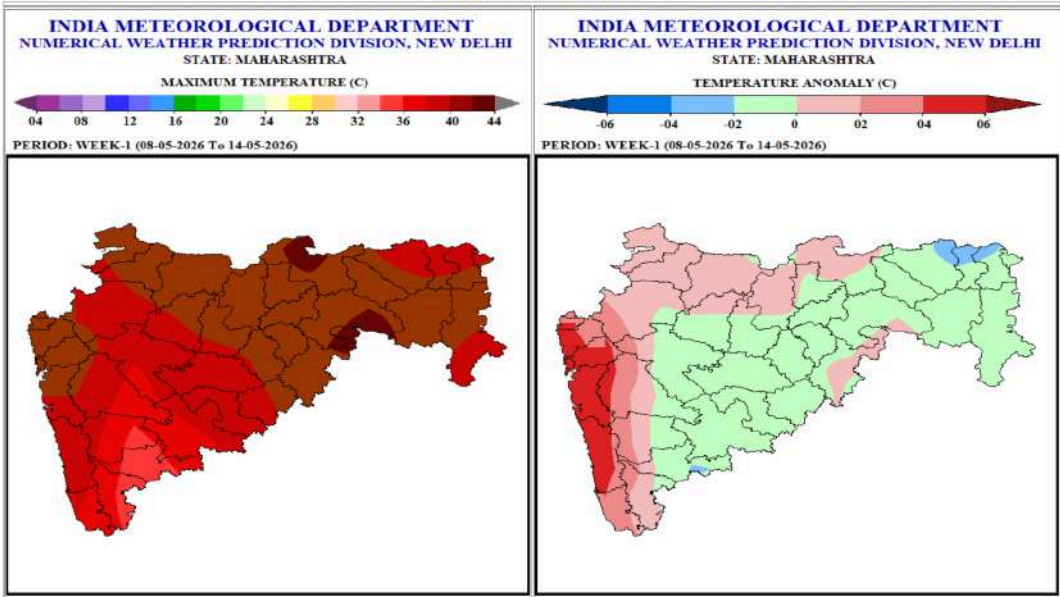 INDIA METEOROLOGICAL DEPARTMENT
NUMERICAL WEATHER PREDICTION DIVISION, NEW DELHI
STATE: MAHARASHTRA
MAXIMUM TEMPERATURE (C)
04 08 12 16 20 24 28 32 36 40 44
PERIOD: WEEK-1 (08-05-2026 To 14-05-2026)
INDIA METEOROLOGICAL DEPARTMENT
NUMERICAL WEATHER PREDICTION DIVISION, NEW DELHI
STATE: MAHARASHTRA
TEMPERATURE ANOMALY (C)
-06 -04 -02 0 02 04 06
PERIOD: WEEK-1 (08-05-2026 To 14-05-2026)